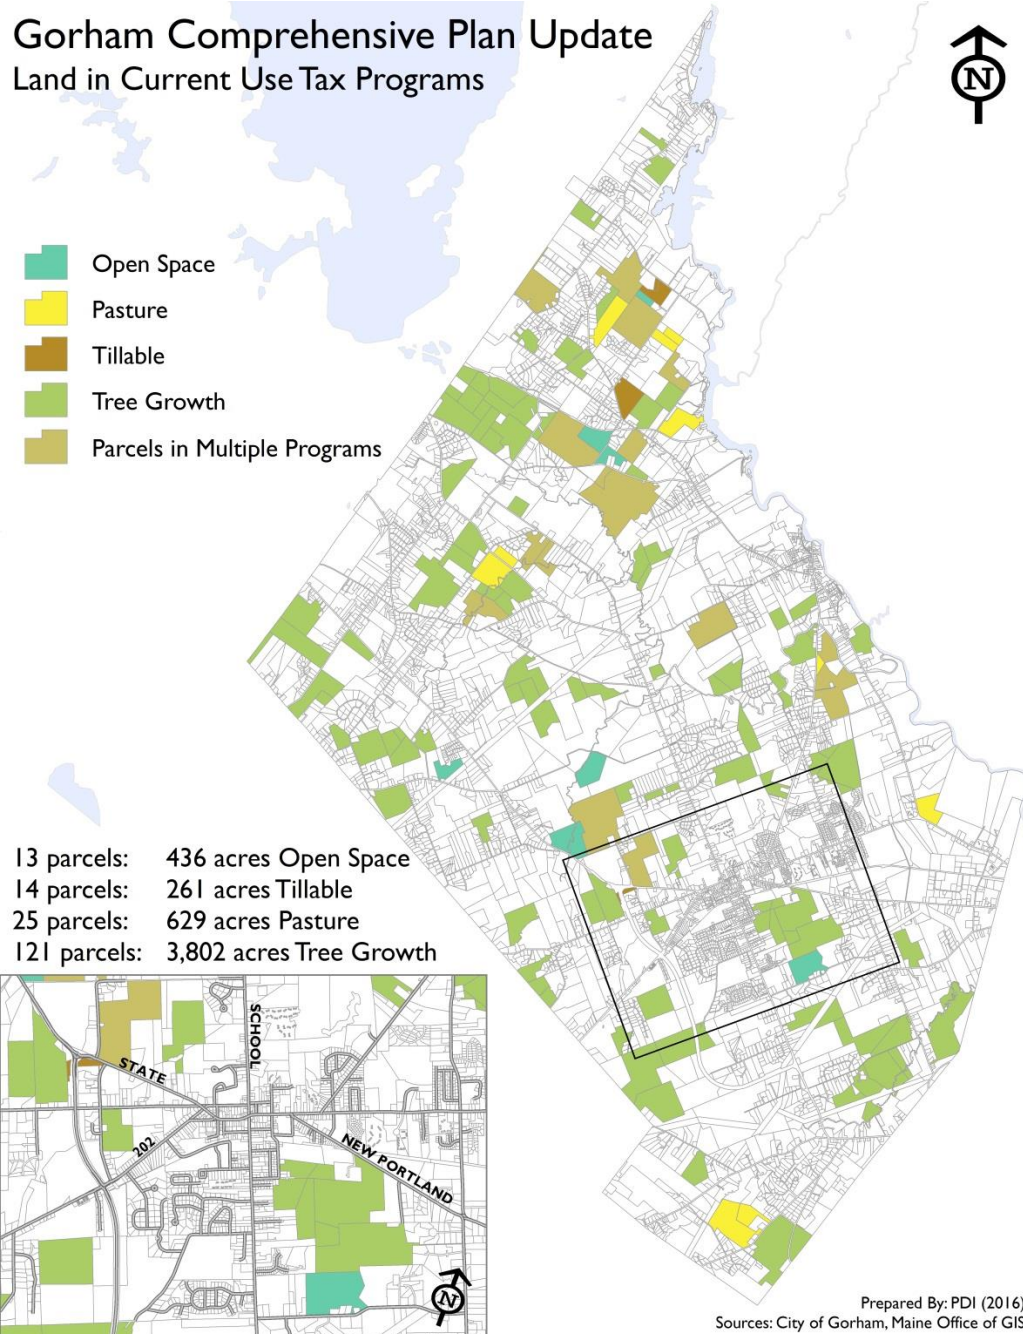 Gorham Comprehensive Plan Update
Land in Current Use Tax Programs
N
Open Space
Pasture
Tillable
Tree Growth
Parcels in Multiple Programs
13 parcels: 436 acres Open Space
14 parcels: 261 acres Tillable
25 parcels: 629 acres Pasture
121 parcels: 3,802 acres Tree Growth
SCHOOL
STATE
202
NEW PORTLAND
N
Prepared By: PDI (2016)
Sources: City of Gorham, Maine Office of GIS